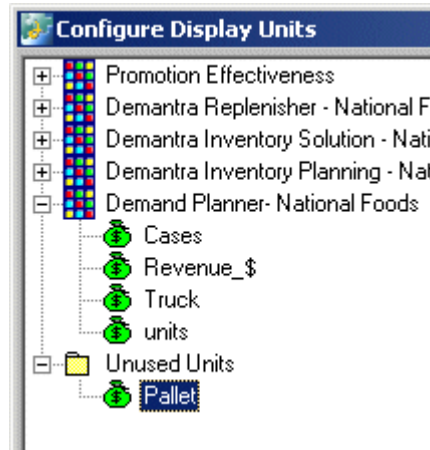 Configure Display Units
Promotion Effectiveness
Demantra Replenisher - National F
Demantra Inventory Solution - Nati
Demantra Inventory Planning - Nat
Demand Planner- National Foods
Cases
Revenue_$
Truck
units
Unused Units
Pallet